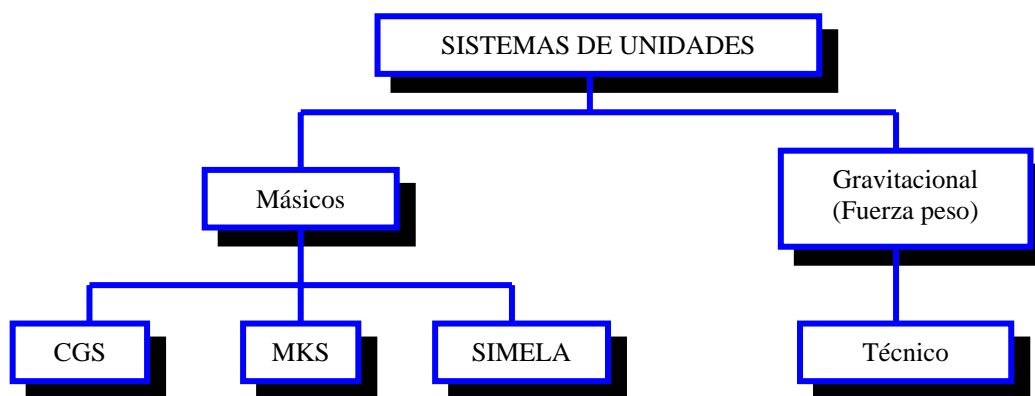 SISTEMAS DE UNIDADES
Másicos
Gravitacional
(Fuerza peso)
CGS
MKS
SIMELA
Técnico